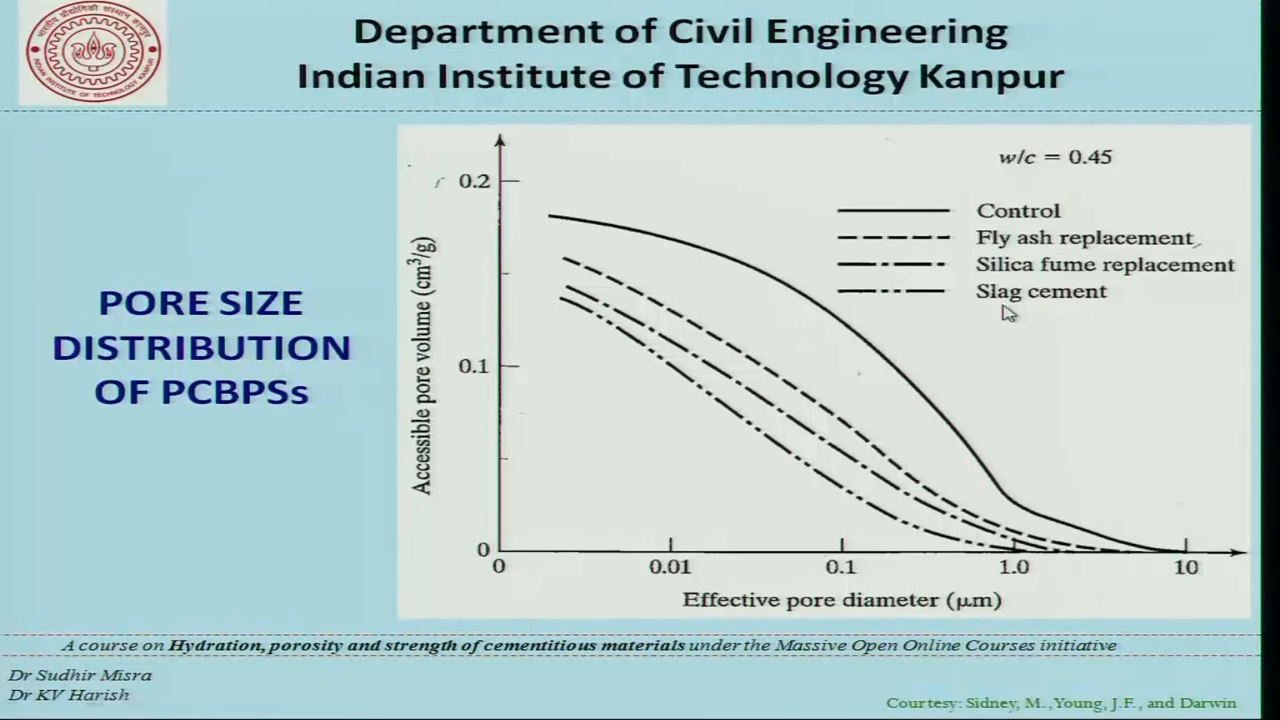 Department of Civil Engineering
Indian Institute of Technology Kanpur
PORE SIZE
DISTRIBUTION
OF PCBPSs
w/c = 0.45
Control
Fly ash replacement
Silica fume replacement
Slag cement
Accessible pore volume (cm³/g)
0.2
0.1
0
0 0.01 0.1 1.0 10
Effective pore diameter (μm)
A course on Hydration, porosity and strength of cementitious materials under the Massive Open Online Courses initiative
Dr Sudhir Misra
Dr KV Harish
Courtesy: Sidney, M., Young, J.F., and Darwin